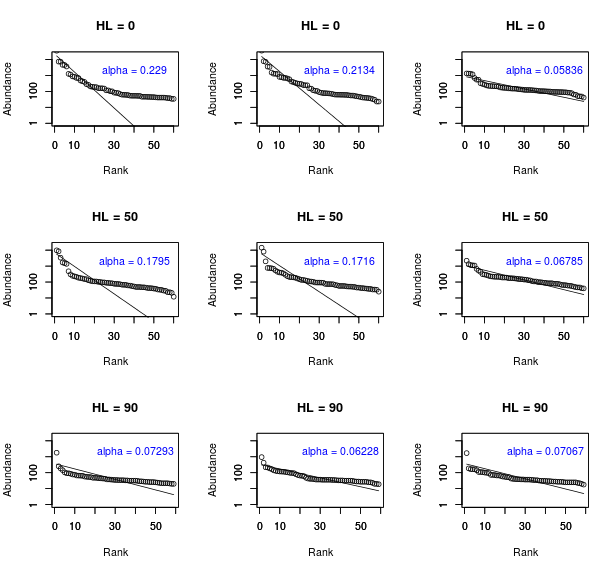 HL = 0 HL = 0 HL = 0
alpha = 0.229 alpha = 0.2134 alpha = 0.05836
Abundance Abundance Abundance
100 100 100
1 1 1
0 10 30 50 0 10 30 50 0 10 30 50
Rank Rank Rank
HL = 50 HL = 50 HL = 50
alpha = 0.1795 alpha = 0.1716 alpha = 0.06785
Abundance Abundance Abundance
100 100 100
1 1 1
0 10 30 50 0 10 30 50 0 10 30 50
Rank Rank Rank
HL = 90 HL = 90 HL = 90
alpha = 0.07293 alpha = 0.06228 alpha = 0.07067
Abundance Abundance Abundance
100 100 100
1 1 1
0 10 30 50 0 10 30 50 0 10 30 50
Rank Rank Rank